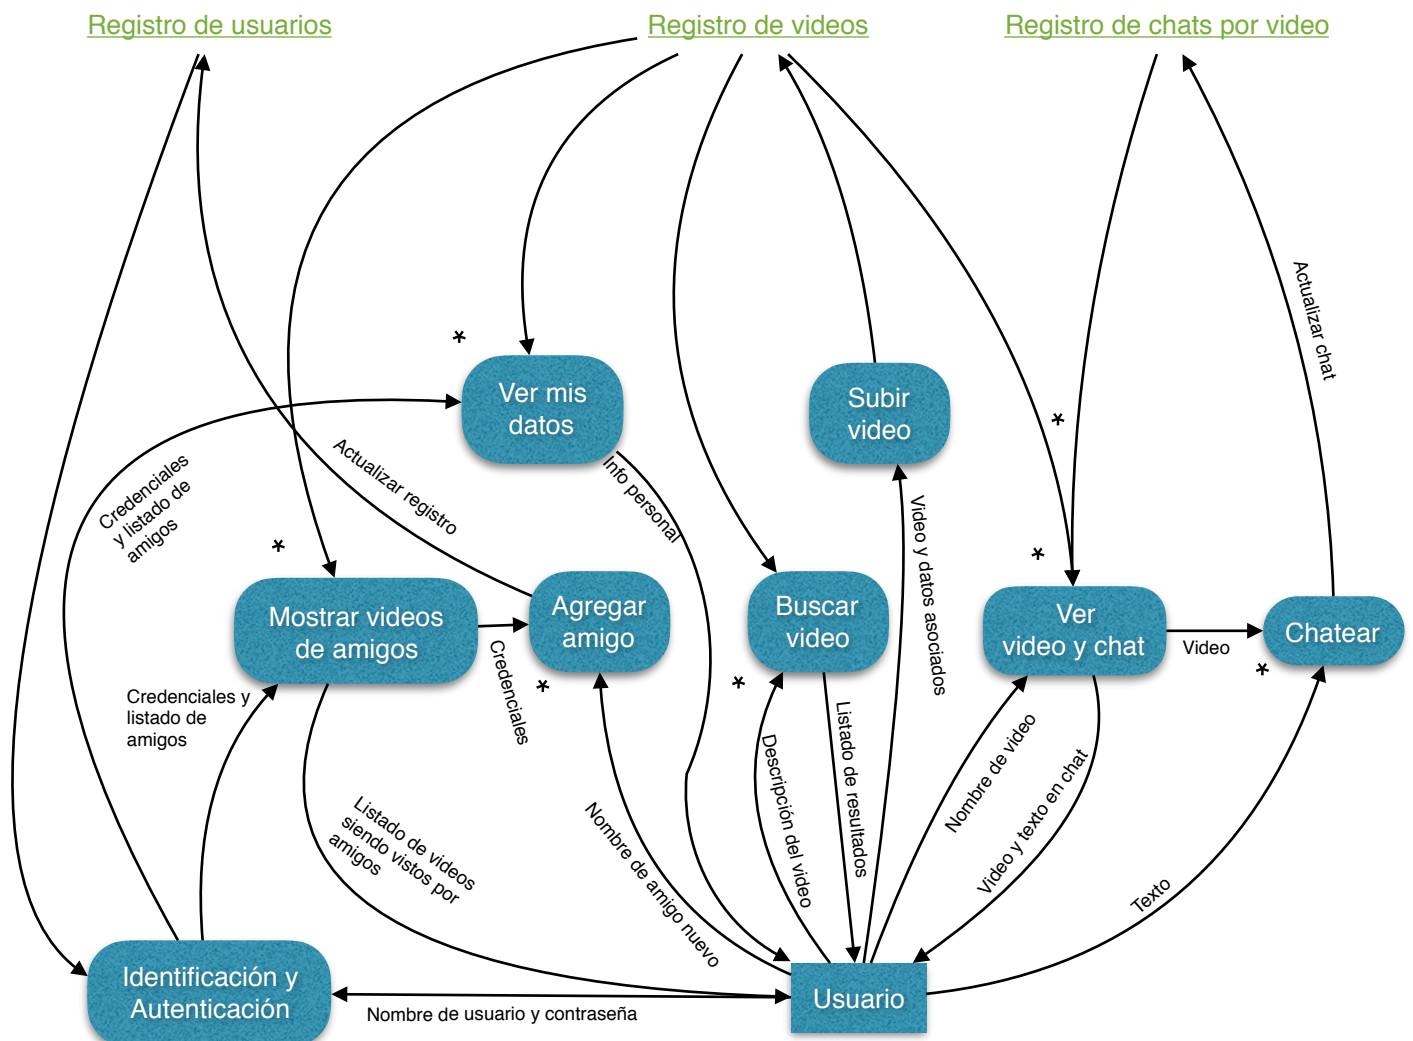 Registro de usuarios
Registro de videos
Registro de chats por video
Actualizar chat
*
Ver mis
datos
Subir
video
*
Credenciales
y listado de
amigos
Actualizar registro
Info personal
Video y datos asociados
*
*
Mostrar videos
de amigos
Agregar
amigo
Buscar
video
Ver
video y chat
Chatear
Video
*
Credenciales
*
*
Credenciales y
listado de
amigos
Listado de resultados
Descripción del video
Nombre de video
Video y texto en chat
Listado de videos
siendo vistos por
amigos
Nombre de amigo nuevo
Texto
Identificación y
Autenticación
Nombre de usuario y contraseña
Usuario